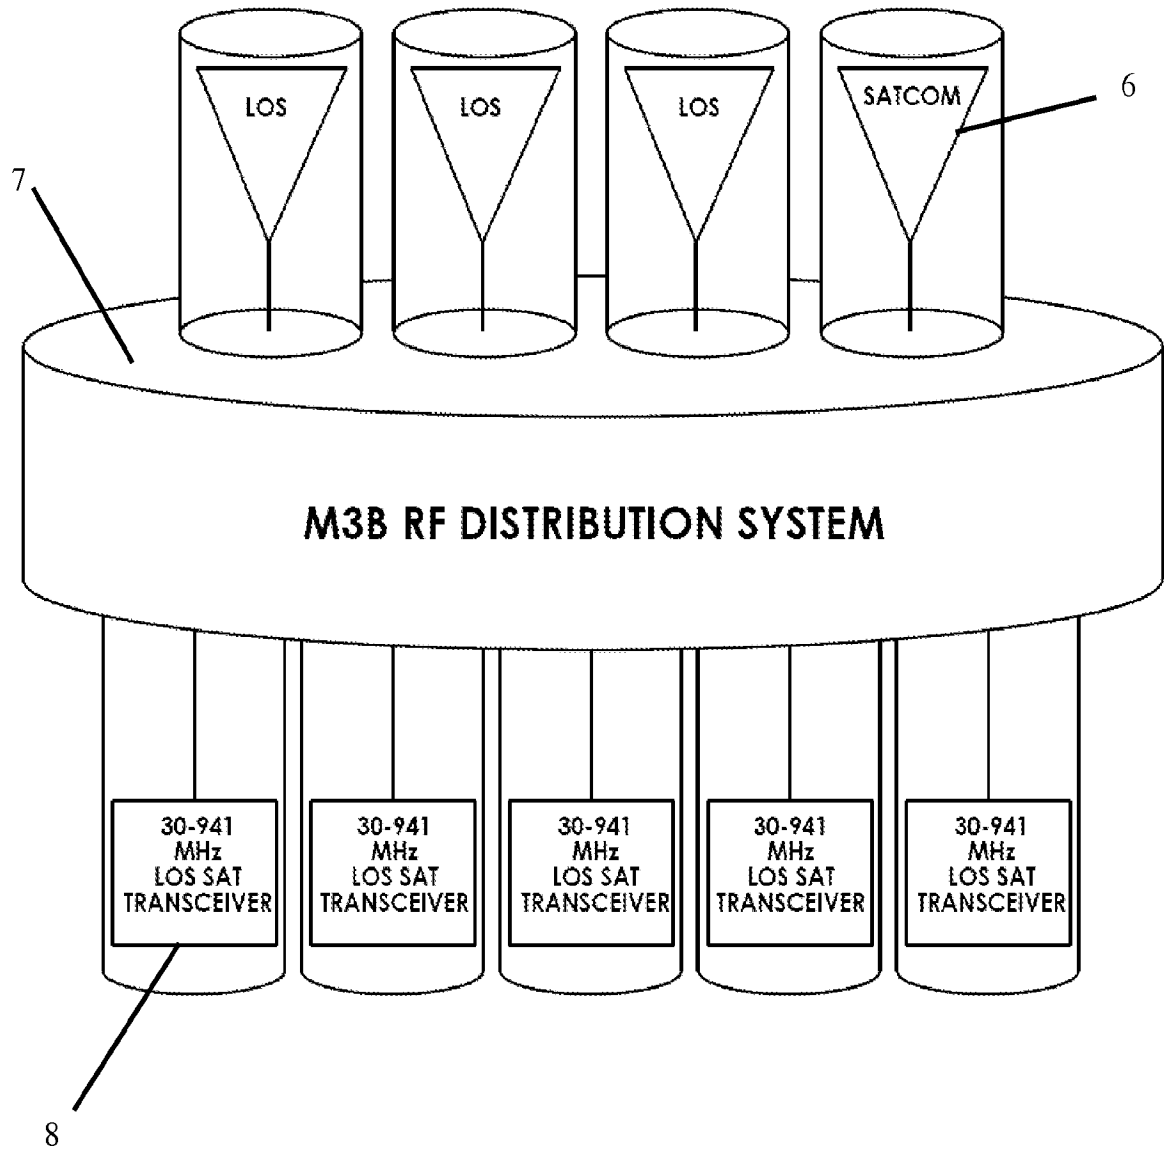 LOS LOS LOS SATCOM
6
7
M3B RF DISTRIBUTION SYSTEM
30-941 30-941 30-941 30-941 30-941
MHz MHz MHz MHz MHz
LOS SAT LOS SAT LOS SAT LOS SAT LOS SAT
TRANSCEIVER TRANSCEIVER TRANSCEIVER TRANSCEIVER TRANSCEIVER
8